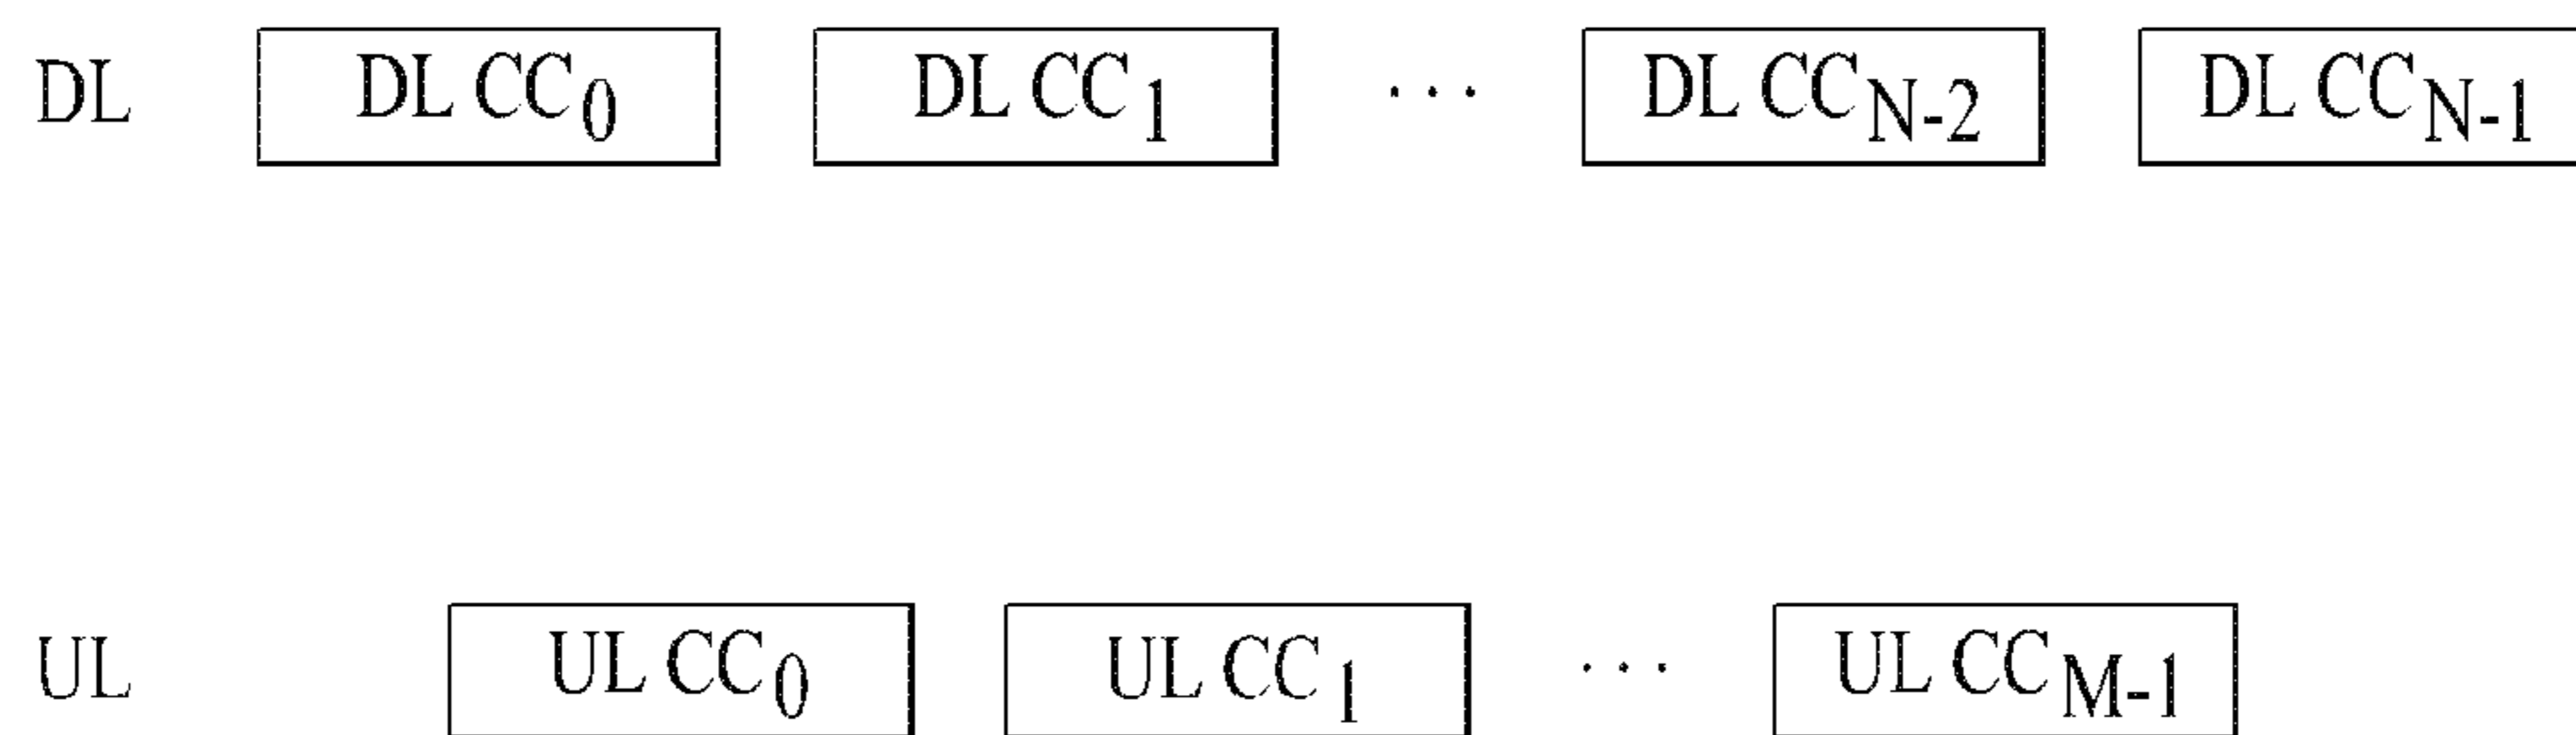 DL DL CC0 DL CC1 ... DL CCN-2 DL CCN-1
UL UL CC0 UL CC1 ... UL CCM-1